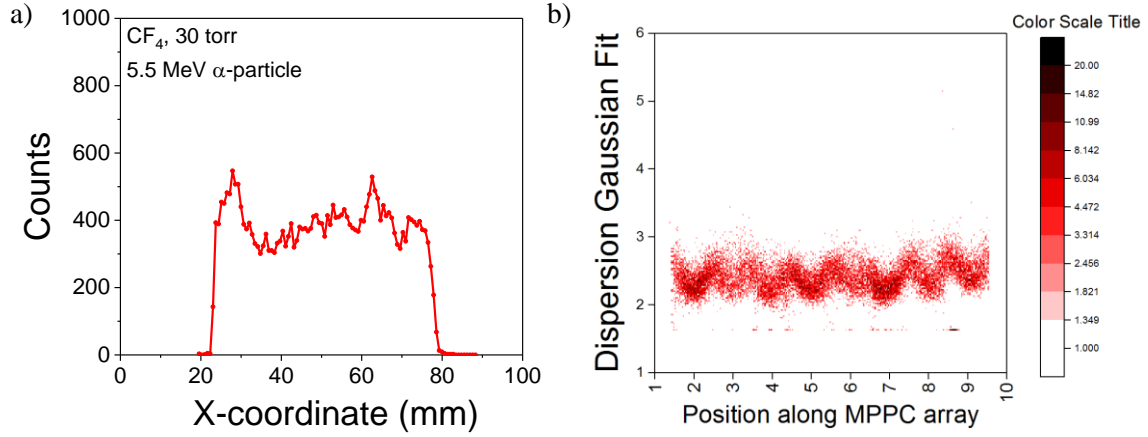 a)
CF4, 30 torr
5.5 MeV α-particle
Counts
1000
800
600
400
200
0
0 20 40 60 80 100
X-coordinate (mm)
b)
Dispersion Gaussian Fit
6
5
4
3
2
1
1 2 3 4 5 6 7 8 9 10
Position along MPPC array
Color Scale Title
20.00
14.82
10.99
8.142
6.034
4.472
3.314
2.456
1.821
1.349
1.000